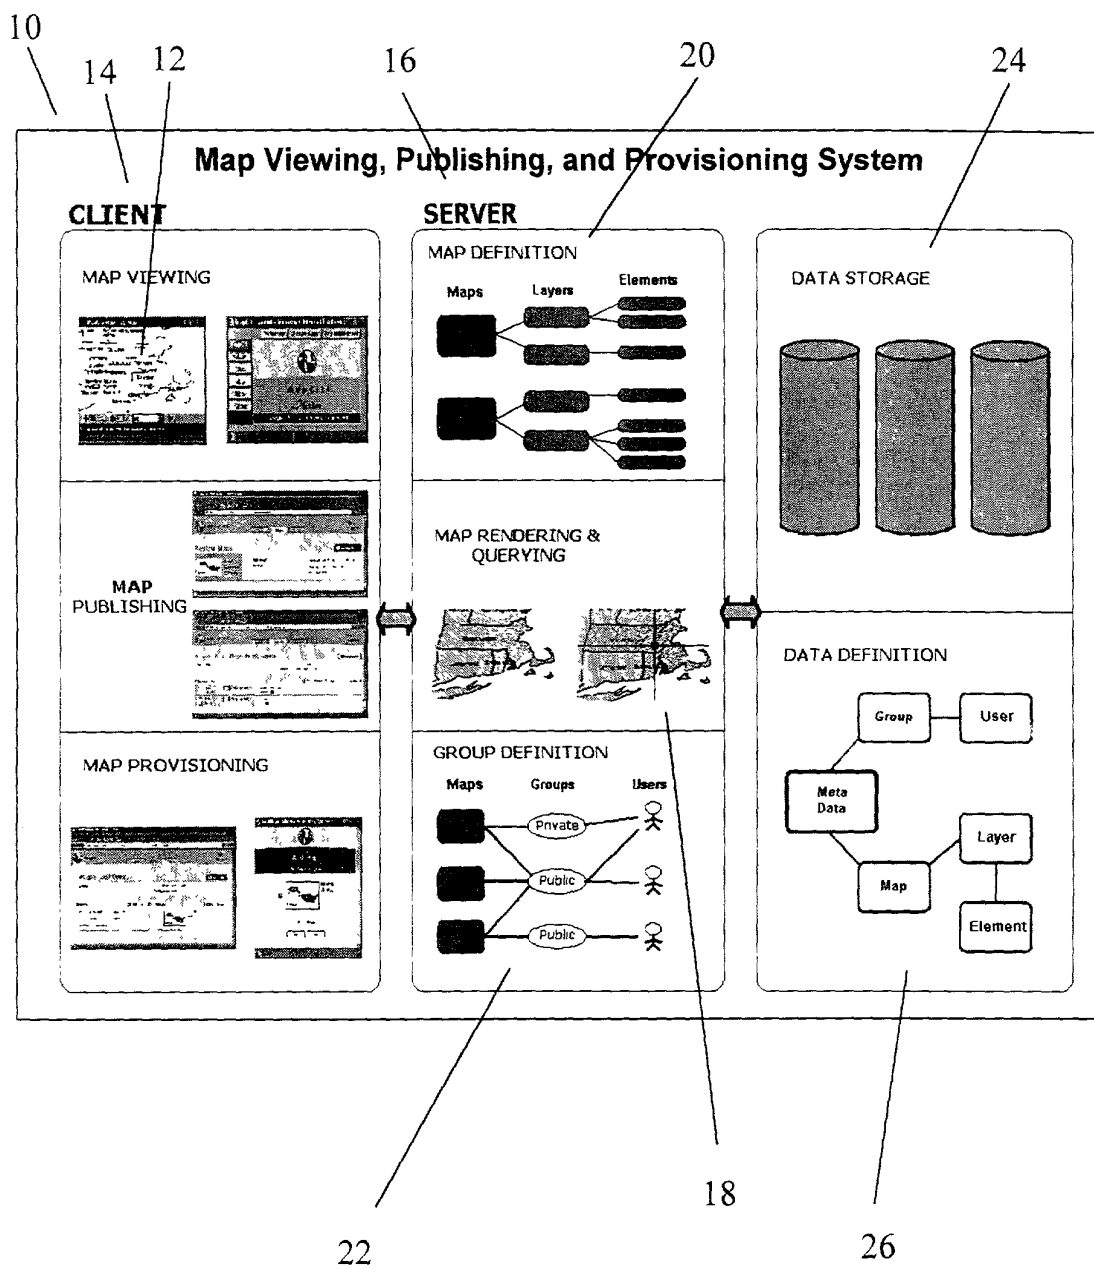 10
14
12
16
20
24
Map Viewing, Publishing, and Provisioning System
CLIENT
MAP VIEWING
MAP
PUBLISHING
MAP PROVISIONING
SERVER
MAP DEFINITION
Maps
Layers
Elements
MAP RENDERING &
QUERYING
GROUP DEFINITION
Maps
Groups
Users
Private
Public
Public
DATA STORAGE
DATA DEFINITION
Group
User
Meta
Data
Layer
Map
Element
18
22
26